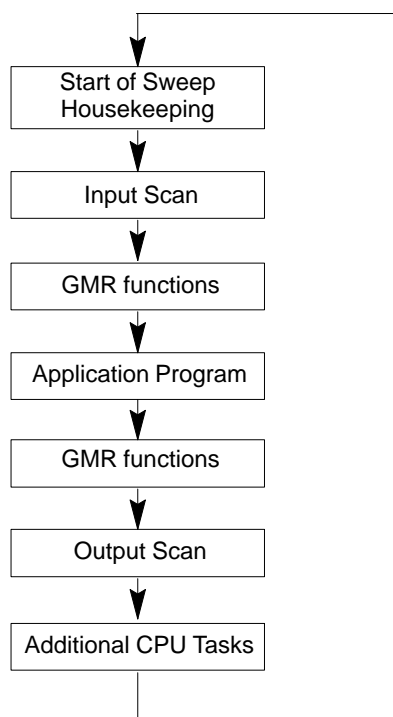 Start of Sweep
Housekeeping
Input Scan
GMR functions
Application Program
GMR functions
Output Scan
Additional CPU Tasks